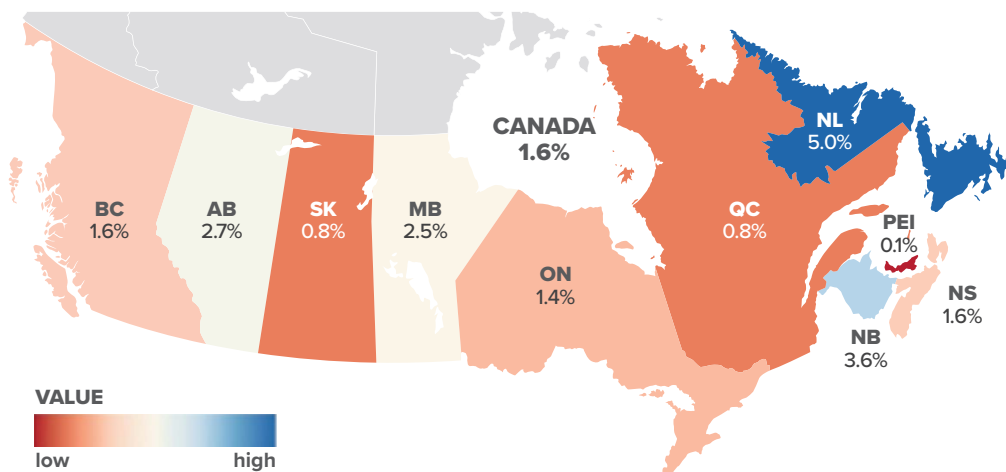 CANADA
1.6%
NL
5.0%
BC
1.6%
AB
2.7%
SK
0.8%
MB
2.5%
ON
1.4%
QC
0.8%
PEI
0.1%
NS
1.6%
NB
3.6%
VALUE
low high